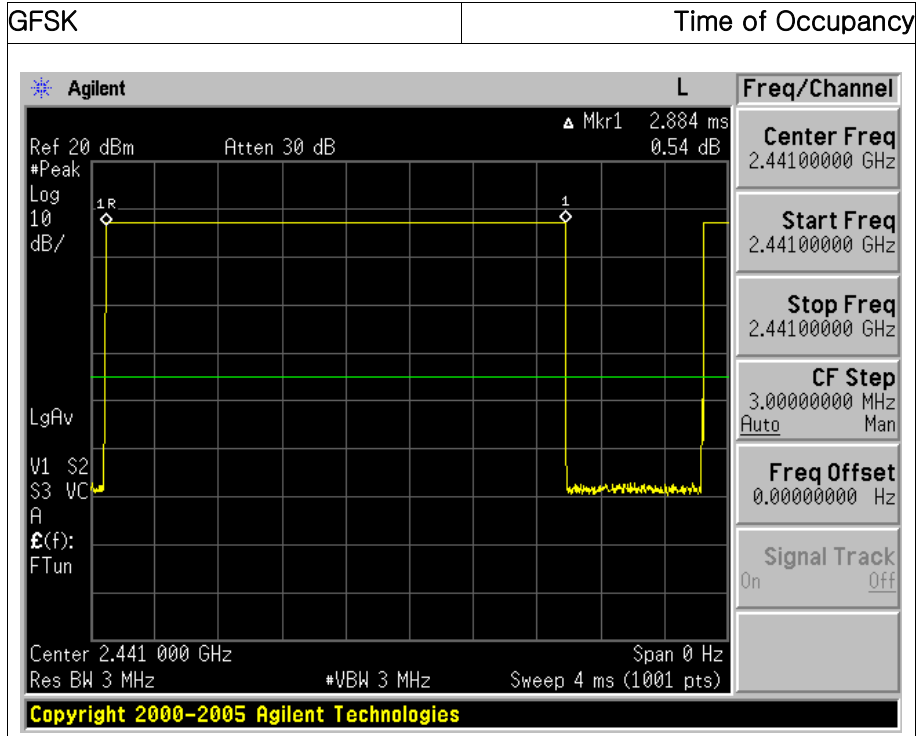 GFSK Time of Occupancy
Agilent L Freq/Channel
Δ Mkr1 2.884 ms
Ref 20 dBm Atten 30 dB 0.54 dB
#Peak
Log
10
dB/
1R
1
LgAv
V1 S2
S3 VC
A
£(f):
FTun
Center 2.441 000 GHz Span 0 Hz
Res BW 3 MHz #VBW 3 MHz Sweep 4 ms (1001 pts)
Center Freq
2.44100000 GHz
Start Freq
2.44100000 GHz
Stop Freq
2.44100000 GHz
CF Step
3.00000000 MHz
Auto Man
Freq Offset
0.00000000 Hz
Signal Track
On Off
Copyright 2000-2005 Agilent Technologies